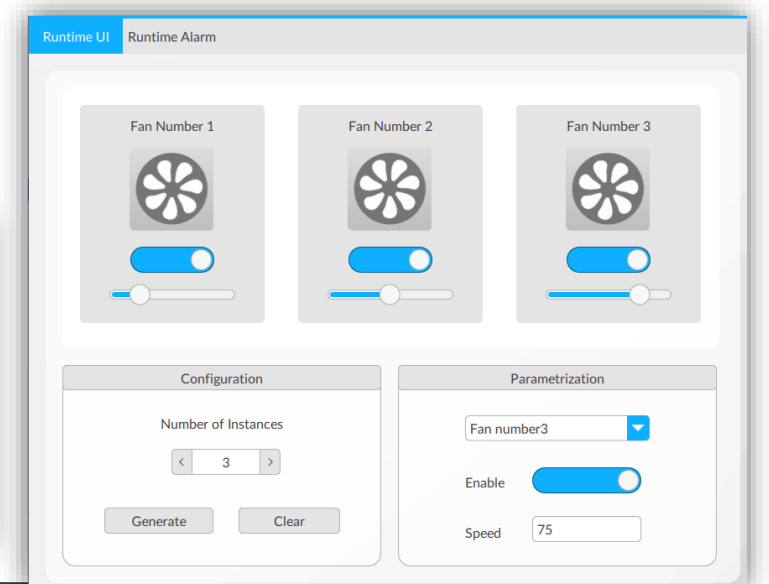 Runtime UI Runtime Alarm
Fan Number 1 Fan Number 2 Fan Number 3
Configuration
Number of Instances
< 3 >
Generate Clear
Parametrization
Fan number3
Enable
Speed 75